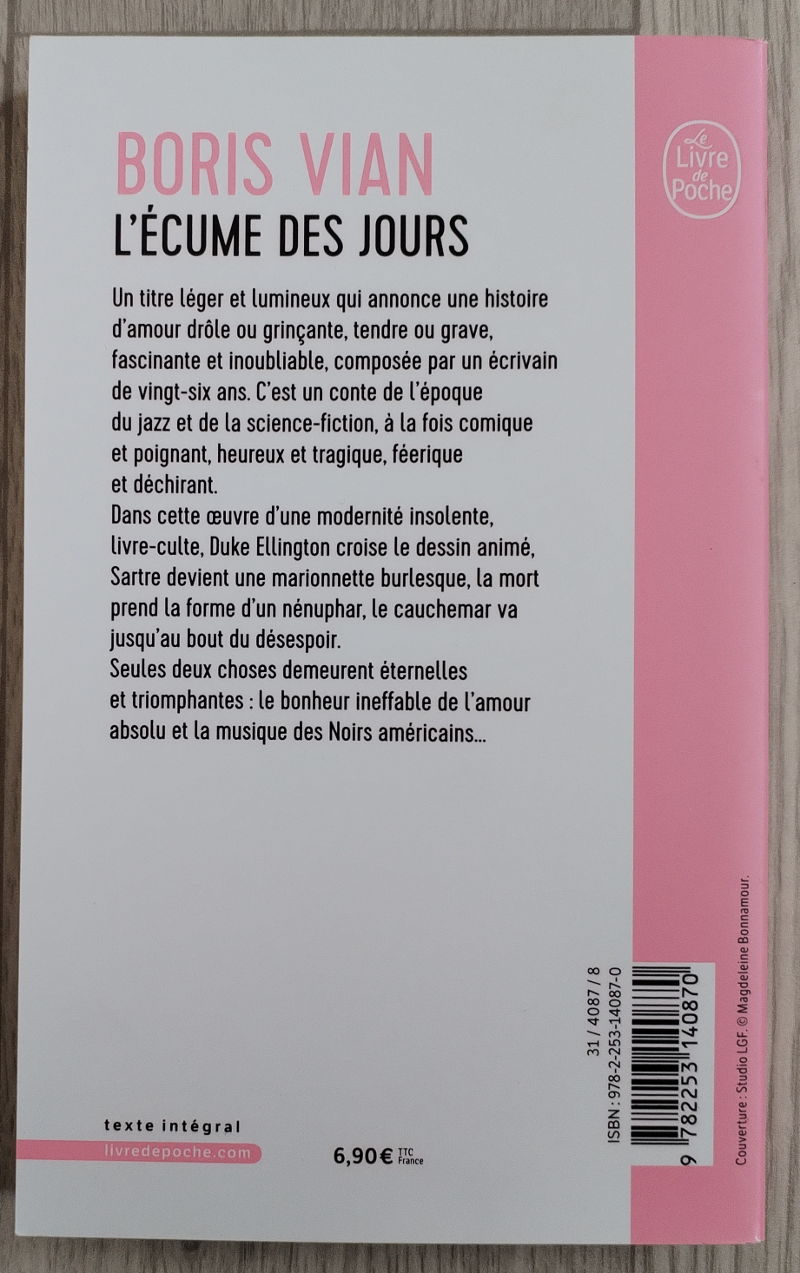 BORIS VIAN
L'ÉCUME DES JOURS
Un titre léger et lumineux qui annonce une histoire
d'amour drôle ou grinçante, tendre ou grave,
fascinante et inoubliable, composée par un écrivain
de vingt-six ans. C'est un conte de l'époque
du jazz et de la science-fiction, à la fois comique
et poignant, heureux et tragique, féerique
et déchirant.
Dans cette œuvre d'une modernité insolente,
livre-culte, Duke Ellington croise le dessin animé,
Sartre devient une marionnette burlesque, la mort
prend la forme d'un nénuphar, le cauchemar va
jusqu'au bout du désespoir.
Seules deux choses demeurent éternelles
et triomphantes : le bonheur ineffable de l'amour
absolu et la musique des Noirs américains...
Le
Livre
de
Poche
texte intégral
livredepoche.com
6,90 € TTC
France
31 / 4087 / 8
ISBN : 978-2-253-14087-0
9 782253 140870
Couverture : Studio LGF. © Magdeleine Bonnamour.